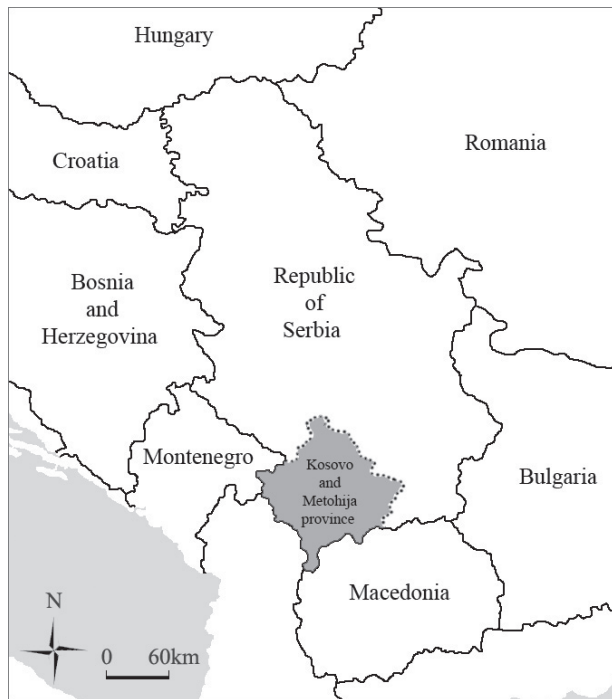 Hungary
Romania
Croatia
Bosnia
and
Herzegovina
Republic
of
Serbia
Montenegro
Kosovo
and
Metohija
province
Bulgaria
Macedonia
N
0 60km